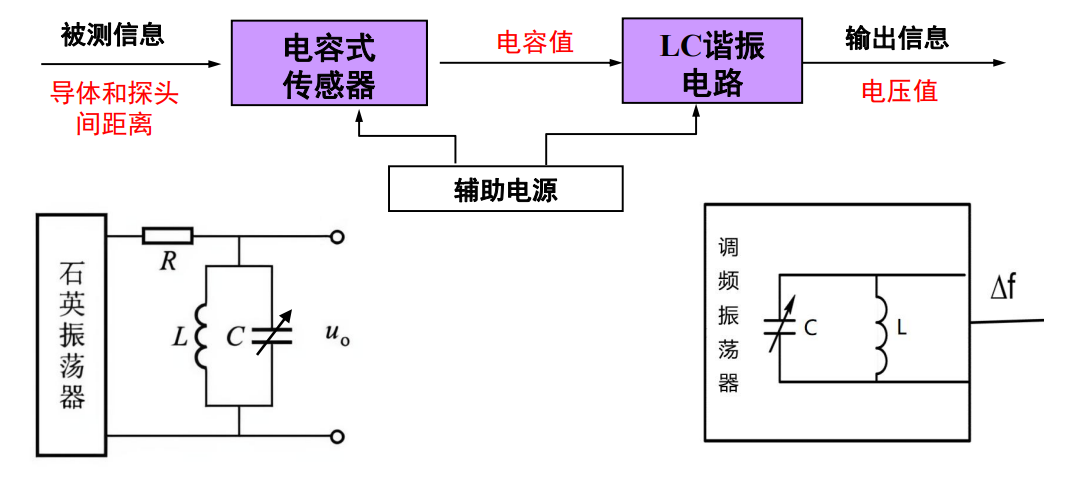 被测信息
导体和探头
间距离
电容式
传感器
电容值
LC谐振
电路
输出信息
电压值
辅助电源
石英振荡器
R
L
C
uo
调频振荡器
C
L
Δf